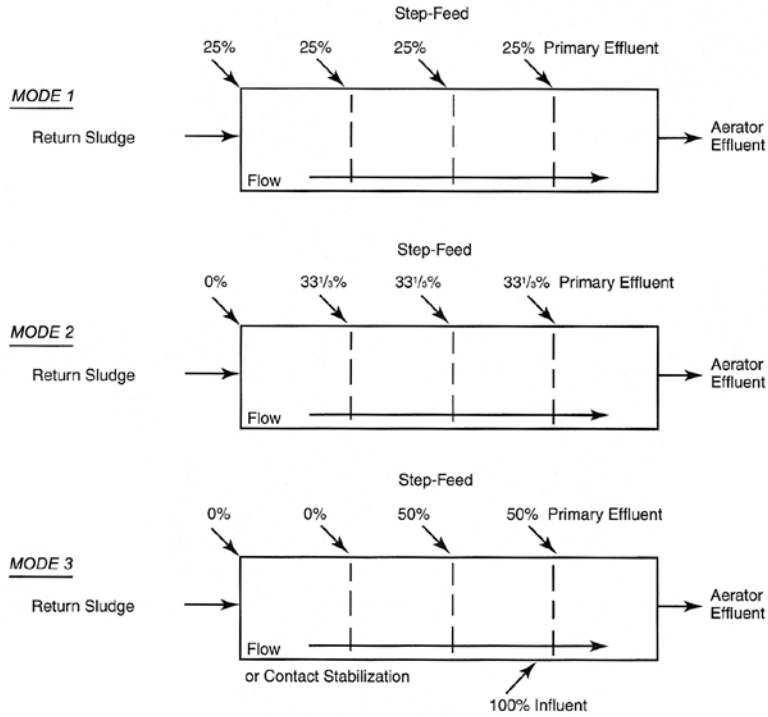 Step-Feed
25% 25% 25% 25% Primary Effluent
MODE 1
Return Sludge
Aerator
Effluent
Flow
Step-Feed
0% 33⅓% 33⅓% 33⅓% Primary Effluent
MODE 2
Return Sludge
Aerator
Effluent
Flow
Step-Feed
0% 0% 50% 50% Primary Effluent
MODE 3
Return Sludge
Aerator
Effluent
Flow
or Contact Stabilization
100% Influent